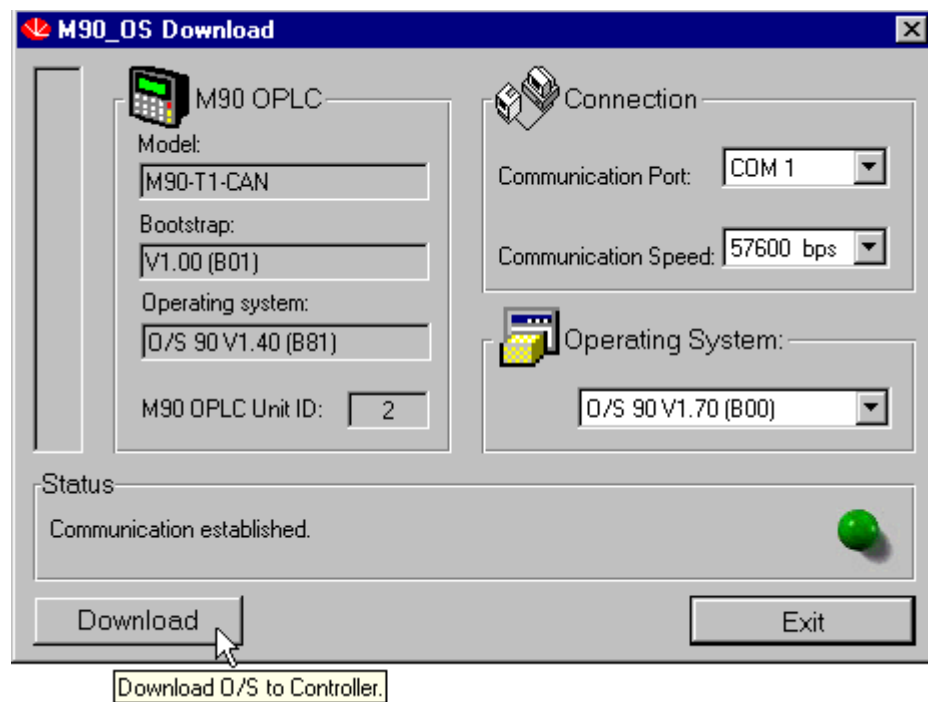 M90_OS Download
M90 OPLC
Model:
M90-T1-CAN
Bootstrap:
V1.00 (B01)
Operating system:
O/S 90 V1.40 (B81)
M90 OPLC Unit ID: 2
Connection
Communication Port: COM 1
Communication Speed: 57600 bps
Operating System:
O/S 90 V1.70 (B00)
Status
Communication established.
Download
Exit
Download O/S to Controller.